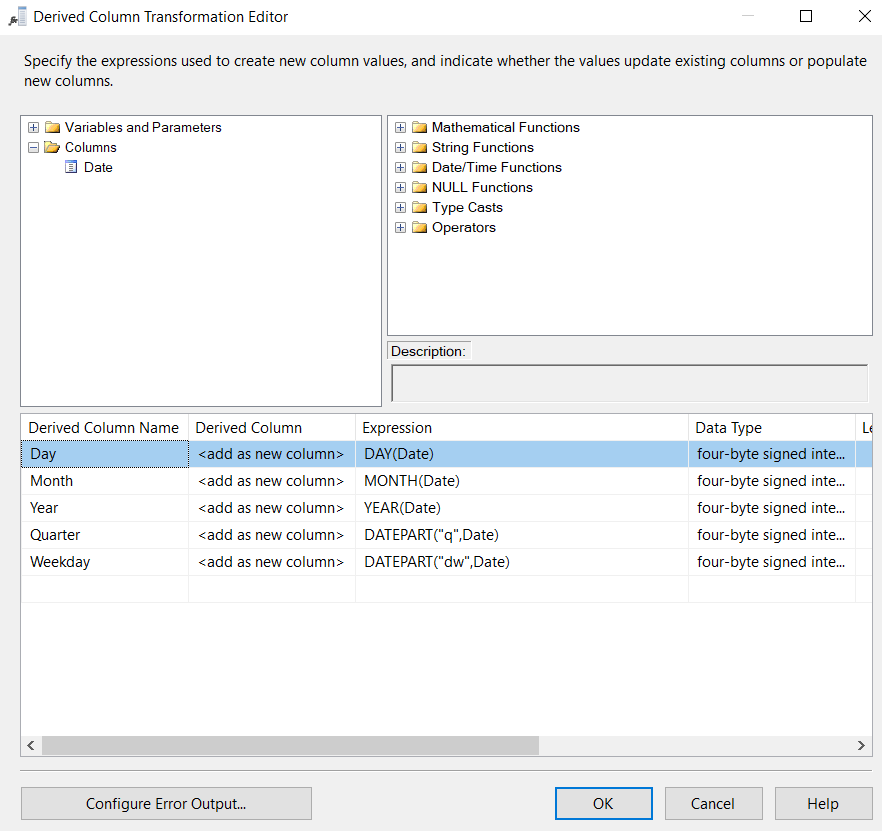 Derived Column Transformation Editor
Specify the expressions used to create new column values, and indicate whether the values update existing columns or populate
new columns.
Variables and Parameters
Columns
Date
Mathematical Functions
String Functions
Date/Time Functions
NULL Functions
Type Casts
Operators
Description:
Derived Column Name Derived Column Expression Data Type Le
Day <add as new column> DAY(Date) four-byte signed inte...
Month <add as new column> MONTH(Date) four-byte signed inte...
Year <add as new column> YEAR(Date) four-byte signed inte...
Quarter <add as new column> DATEPART("q",Date) four-byte signed inte...
Weekday <add as new column> DATEPART("dw",Date) four-byte signed inte...
Configure Error Output... OK Cancel Help